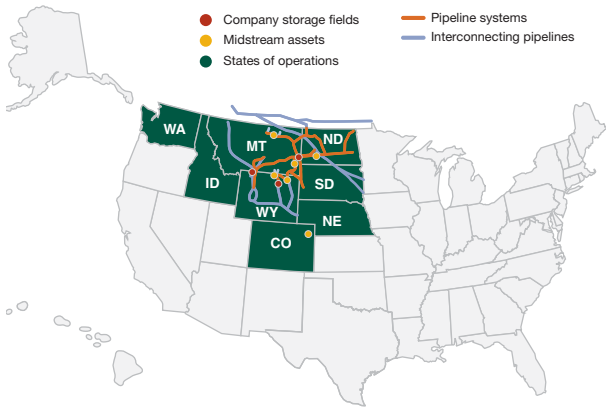 Company storage fields
Midstream assets
States of operations
Pipeline systems
Interconnecting pipelines
WA
MT
ND
ID
SD
WY
NE
CO